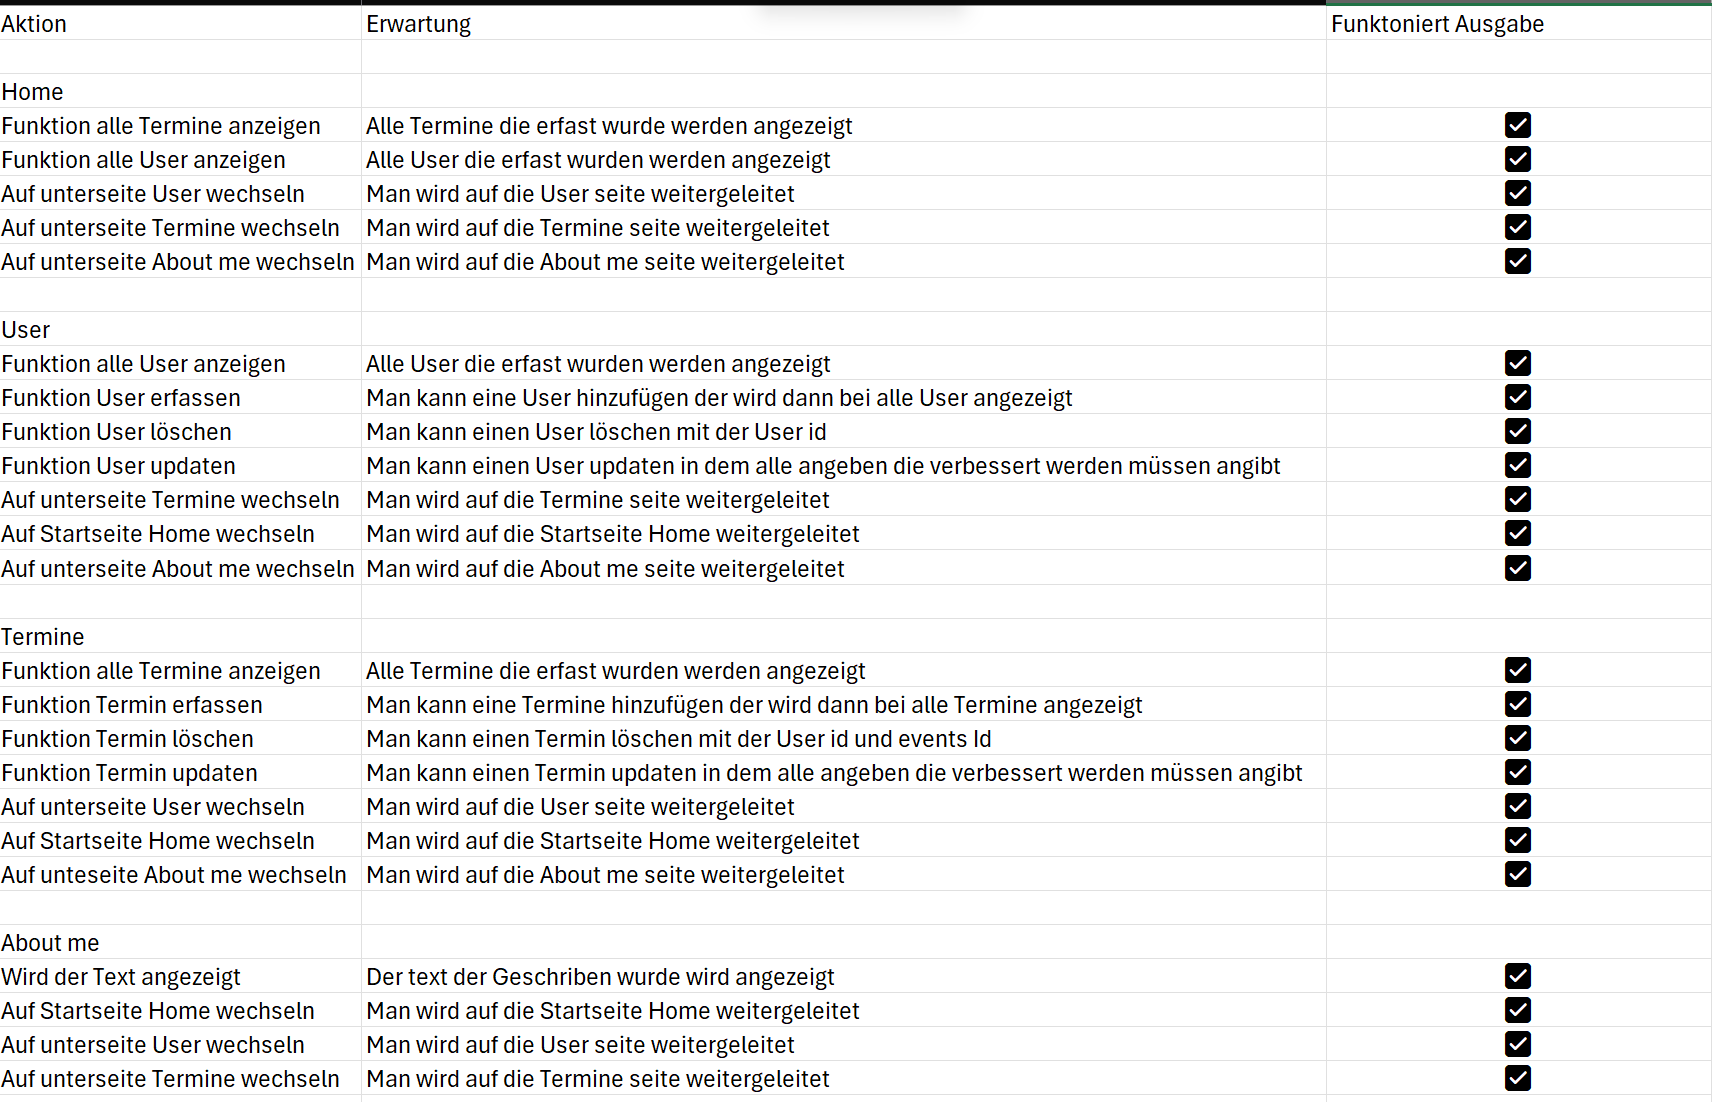 Aktion Erwartung Funktoniert Ausgabe
Home
Funktion alle Termine anzeigen Alle Termine die erfast wurde werden angezeigt
Funktion alle User anzeigen Alle User die erfast wurden werden angezeigt
Auf unterseite User wechseln Man wird auf die User seite weitergeleitet
Auf unterseite Termine wechseln Man wird auf die Termine seite weitergeleitet
Auf unterseite About me wechseln Man wird auf die About me seite weitergeleitet
User
Funktion alle User anzeigen Alle User die erfast wurden werden angezeigt
Funktion User erfassen Man kann eine User hinzufügen der wird dann bei alle User angezeigt
Funktion User löschen Man kann einen User löschen mit der User id
Funktion User updaten Man kann einen User updaten in dem alle angeben die verbessert werden müssen angibt
Auf unterseite Termine wechseln Man wird auf die Termine seite weitergeleitet
Auf Startseite Home wechseln Man wird auf die Startseite Home weitergeleitet
Auf unterseite About me wechseln Man wird auf die About me seite weitergeleitet
Termine
Funktion alle Termine anzeigen Alle Termine die erfast wurden werden angezeigt
Funktion Termin erfassen Man kann eine Termine hinzufügen der wird dann bei alle Termine angezeigt
Funktion Termin löschen Man kann einen Termin löschen mit der User id und events Id
Funktion Termin updaten Man kann einen Termin updaten in dem alle angeben die verbessert werden müssen angibt
Auf unterseite User wechseln Man wird auf die User seite weitergeleitet
Auf Startseite Home wechseln Man wird auf die Startseite Home weitergeleitet
Auf unteseite About me wechseln Man wird auf die About me seite weitergeleitet
About me
Wird der Text angezeigt Der text der Geschriben wurde wird angezeigt
Auf Startseite Home wechseln Man wird auf die Startseite Home weitergeleitet
Auf unterseite User wechseln Man wird auf die User seite weitergeleitet
Auf unterseite Termine wechseln Man wird auf die Termine seite weitergeleitet